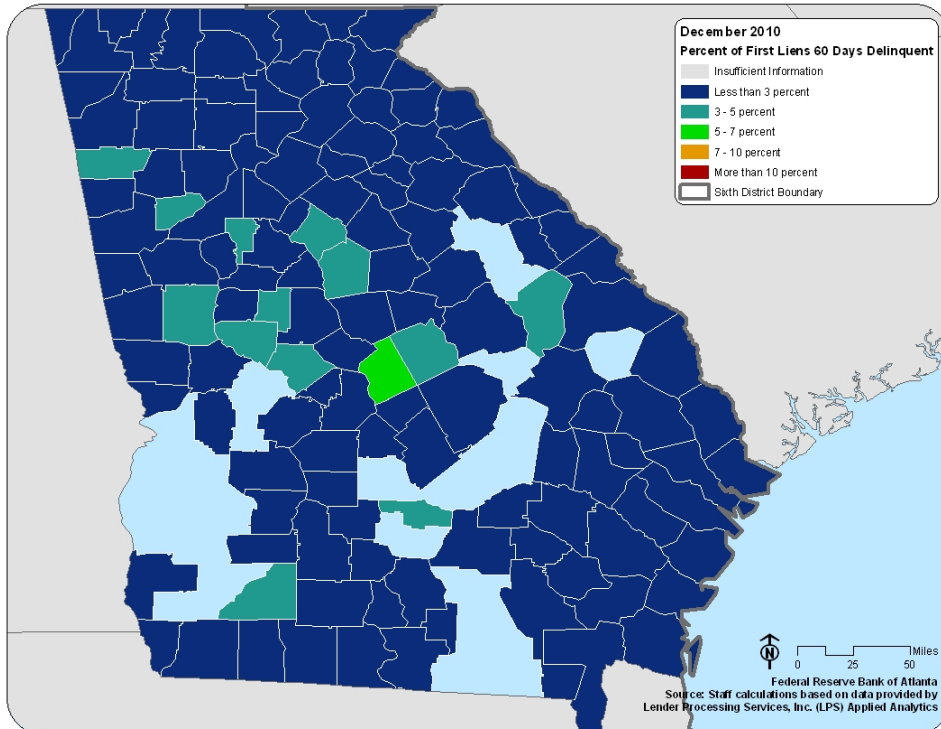 December 2010
Percent of First Liens 60 Days Delinquent
Insufficient Information
Less than 3 percent
3 - 5 percent
5 - 7 percent
7 - 10 percent
More than 10 percent
Sixth District Boundary
N
Miles
0 25 50
Federal Reserve Bank of Atlanta
Source: Staff calculations based on data provided by
Lender Processing Services, Inc. (LPS) Applied Analytics